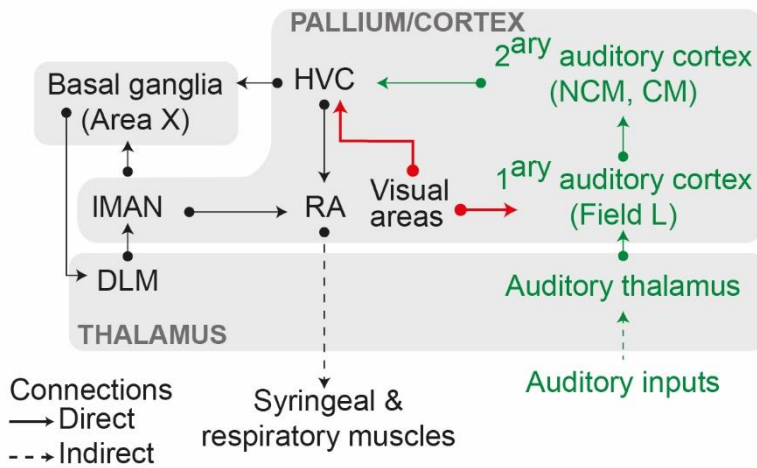 PALLIUM/CORTEX
Basal ganglia
(Area X)
HVC
2ary auditory cortex
(NCM, CM)
lMAN
RA
Visual
areas
1ary auditory cortex
(Field L)
DLM
Auditory thalamus
THALAMUS
Auditory inputs
Connections
Direct
Indirect
Syringeal &
respiratory muscles